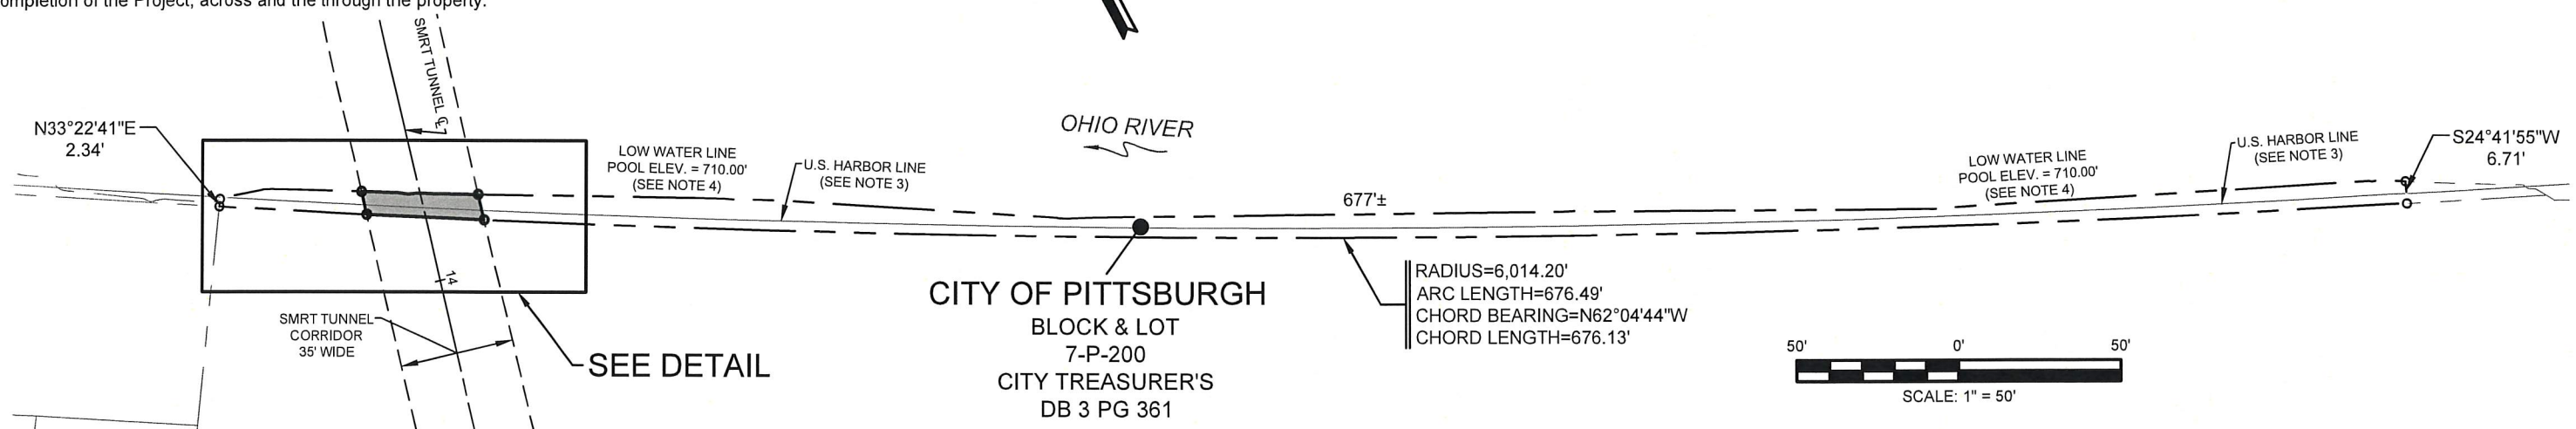 ompletion of the Project, across and the through the property.
SMRT TUNNEL ℄
N33°22'41"E
2.34'
LOW WATER LINE
POOL ELEV. = 710.00'
(SEE NOTE 4)
U.S. HARBOR LINE
(SEE NOTE 3)
OHIO RIVER
677'±
LOW WATER LINE
POOL ELEV. = 710.00'
(SEE NOTE 4)
U.S. HARBOR LINE
(SEE NOTE 3)
S24°41'55"W
6.71'
14
SMRT TUNNEL
CORRIDOR
35' WIDE
SEE DETAIL
CITY OF PITTSBURGH
BLOCK & LOT
7-P-200
CITY TREASURER'S
DB 3 PG 361
RADIUS=6,014.20'
ARC LENGTH=676.49'
CHORD BEARING=N62°04'44"W
CHORD LENGTH=676.13'
50' 0' 50'
SCALE: 1" = 50'